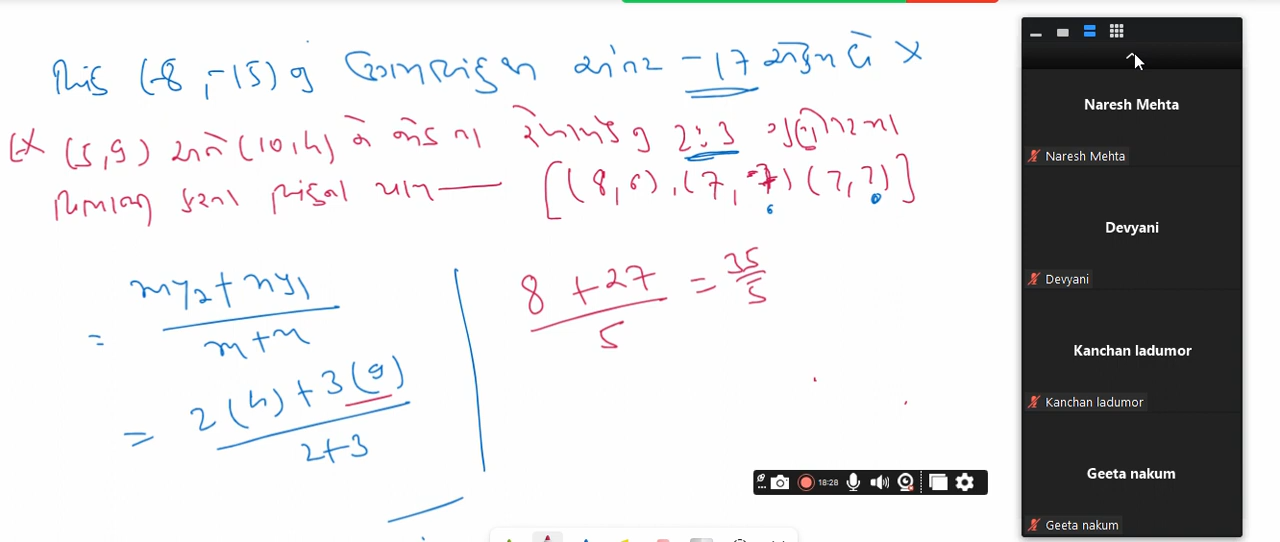 બિંદુ (-8, -15) નું અંતર -17 ×
Ex (5,9) અને (10,4) ને જોડતા રેખાખંડનું 2:3 ગુણોત્તરમાં
વિભાજન કરતા બિંદુના યામ —— [(8,6), (7, ) (7,7)]
6
= my₂ + ny₁ / m+n
= 2(4) + 3(9) / 2+3
8 + 27 / 5 = 35 / 5
Naresh Mehta
Naresh Mehta
Devyani
Devyani
Kanchan ladumor
Kanchan ladumor
Geeta nakum
Geeta nakum
18:28